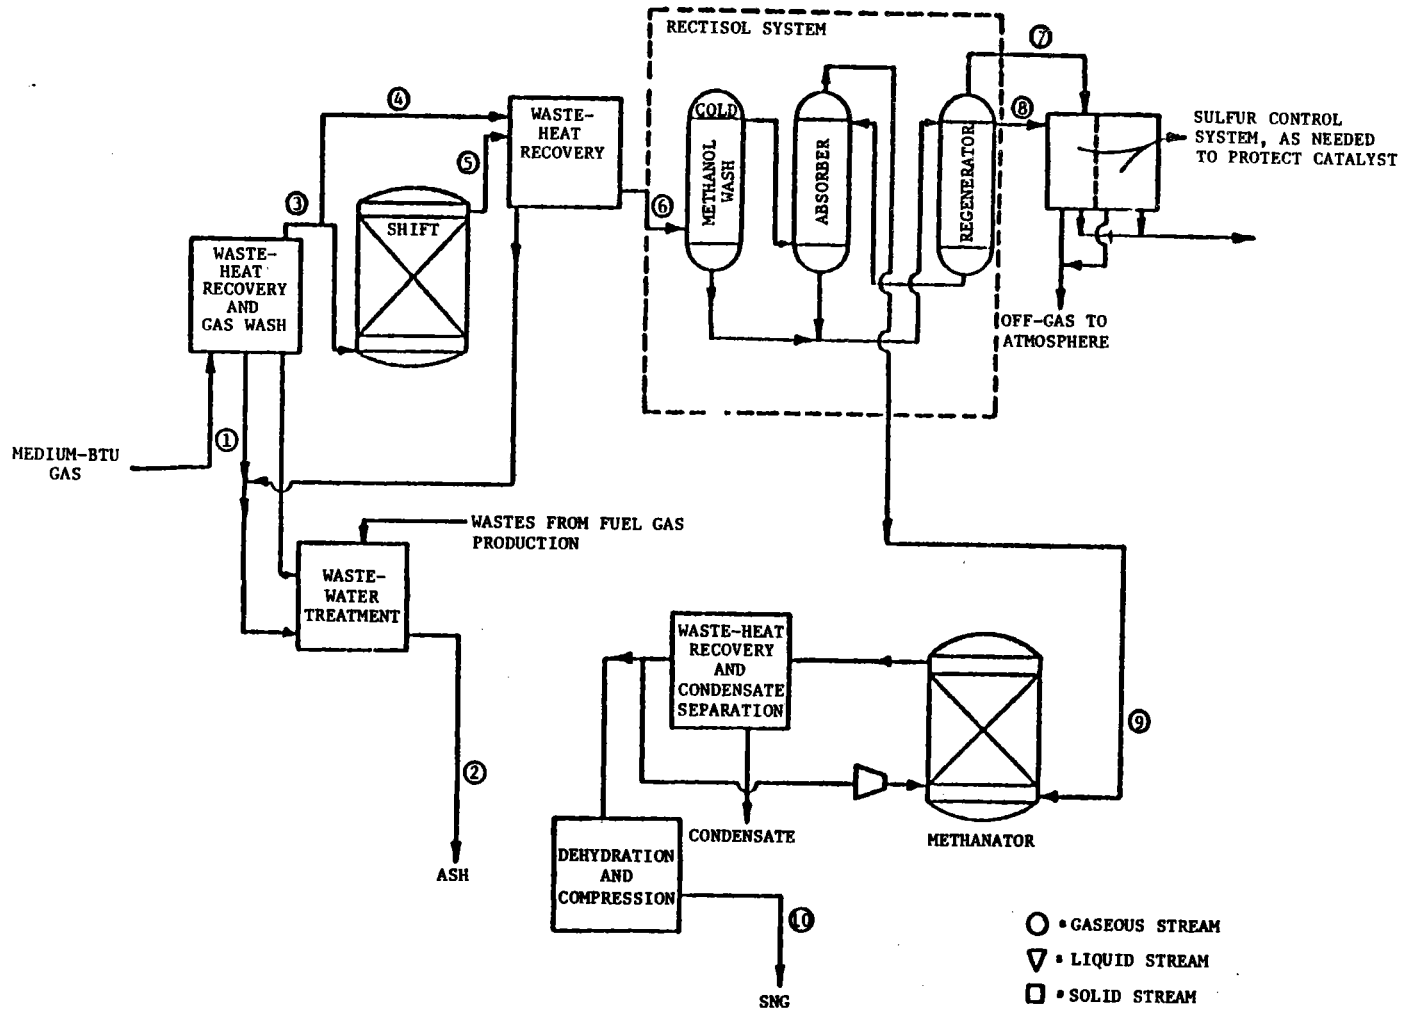 RECTISOL SYSTEM
⑦
④
WASTE-
HEAT
RECOVERY
COLD
METHANOL
WASH
ABSORBER
REGENERATOR
⑧
SULFUR CONTROL
SYSTEM, AS NEEDED
TO PROTECT CATALYST
⑤
③
⑥
SHIFT
WASTE-
HEAT
RECOVERY
AND
GAS WASH
OFF-GAS TO
ATMOSPHERE
①
MEDIUM-BTU
GAS
WASTES FROM FUEL GAS
PRODUCTION
WASTE-
WATER
TREATMENT
WASTE-HEAT
RECOVERY
AND
CONDENSATE
SEPARATION
⑨
②
CONDENSATE
METHANATOR
ASH
DEHYDRATION
AND
COMPRESSION
⑩
SNG
= GASEOUS STREAM
= LIQUID STREAM
= SOLID STREAM